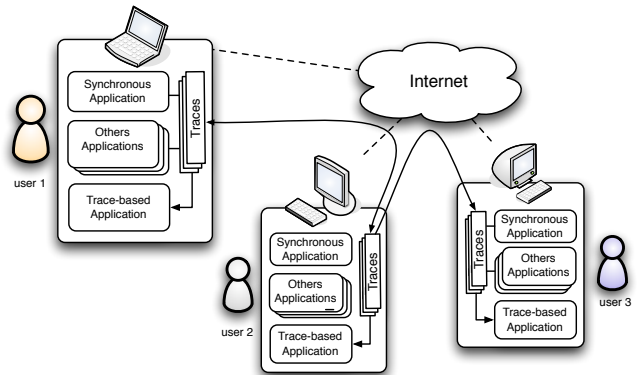 Internet
Synchronous
Application
Others
Applications
Trace-based
Application
Traces
user 1
Synchronous
Application
Others
Applications
Trace-based
Application
Traces
user 2
Traces
Synchronous
Application
Others
Applications
Trace-based
Application
user 3